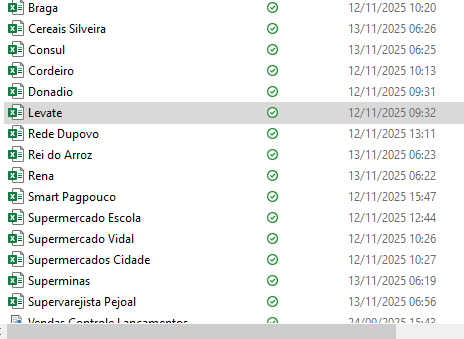 Braga 12/11/2025 10:20
Cereais Silveira 13/11/2025 06:26
Consul 13/11/2025 06:25
Cordeiro 12/11/2025 10:13
Donadio 12/11/2025 09:31
Levate 12/11/2025 09:32
Rede Dupovo 12/11/2025 13:11
Rei do Arroz 13/11/2025 06:23
Rena 13/11/2025 06:22
Smart Pagpouco 12/11/2025 15:47
Supermercado Escola 12/11/2025 12:44
Supermercado Vidal 12/11/2025 10:26
Supermercados Cidade 12/11/2025 10:27
Superminas 13/11/2025 06:19
Supervarejista Pejoal 13/11/2025 06:56
Vendas Controle Lançamentos 24/09/2025 15:43